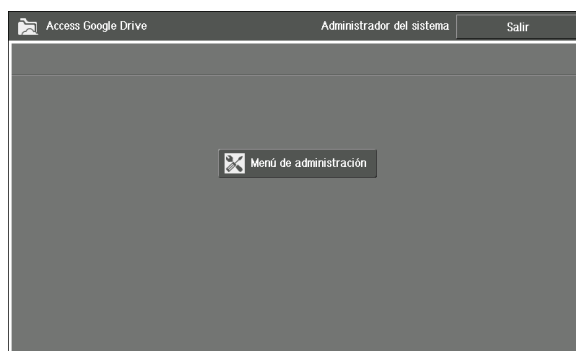 Access Google Drive Administrador del sistema Salir
Menú de administración